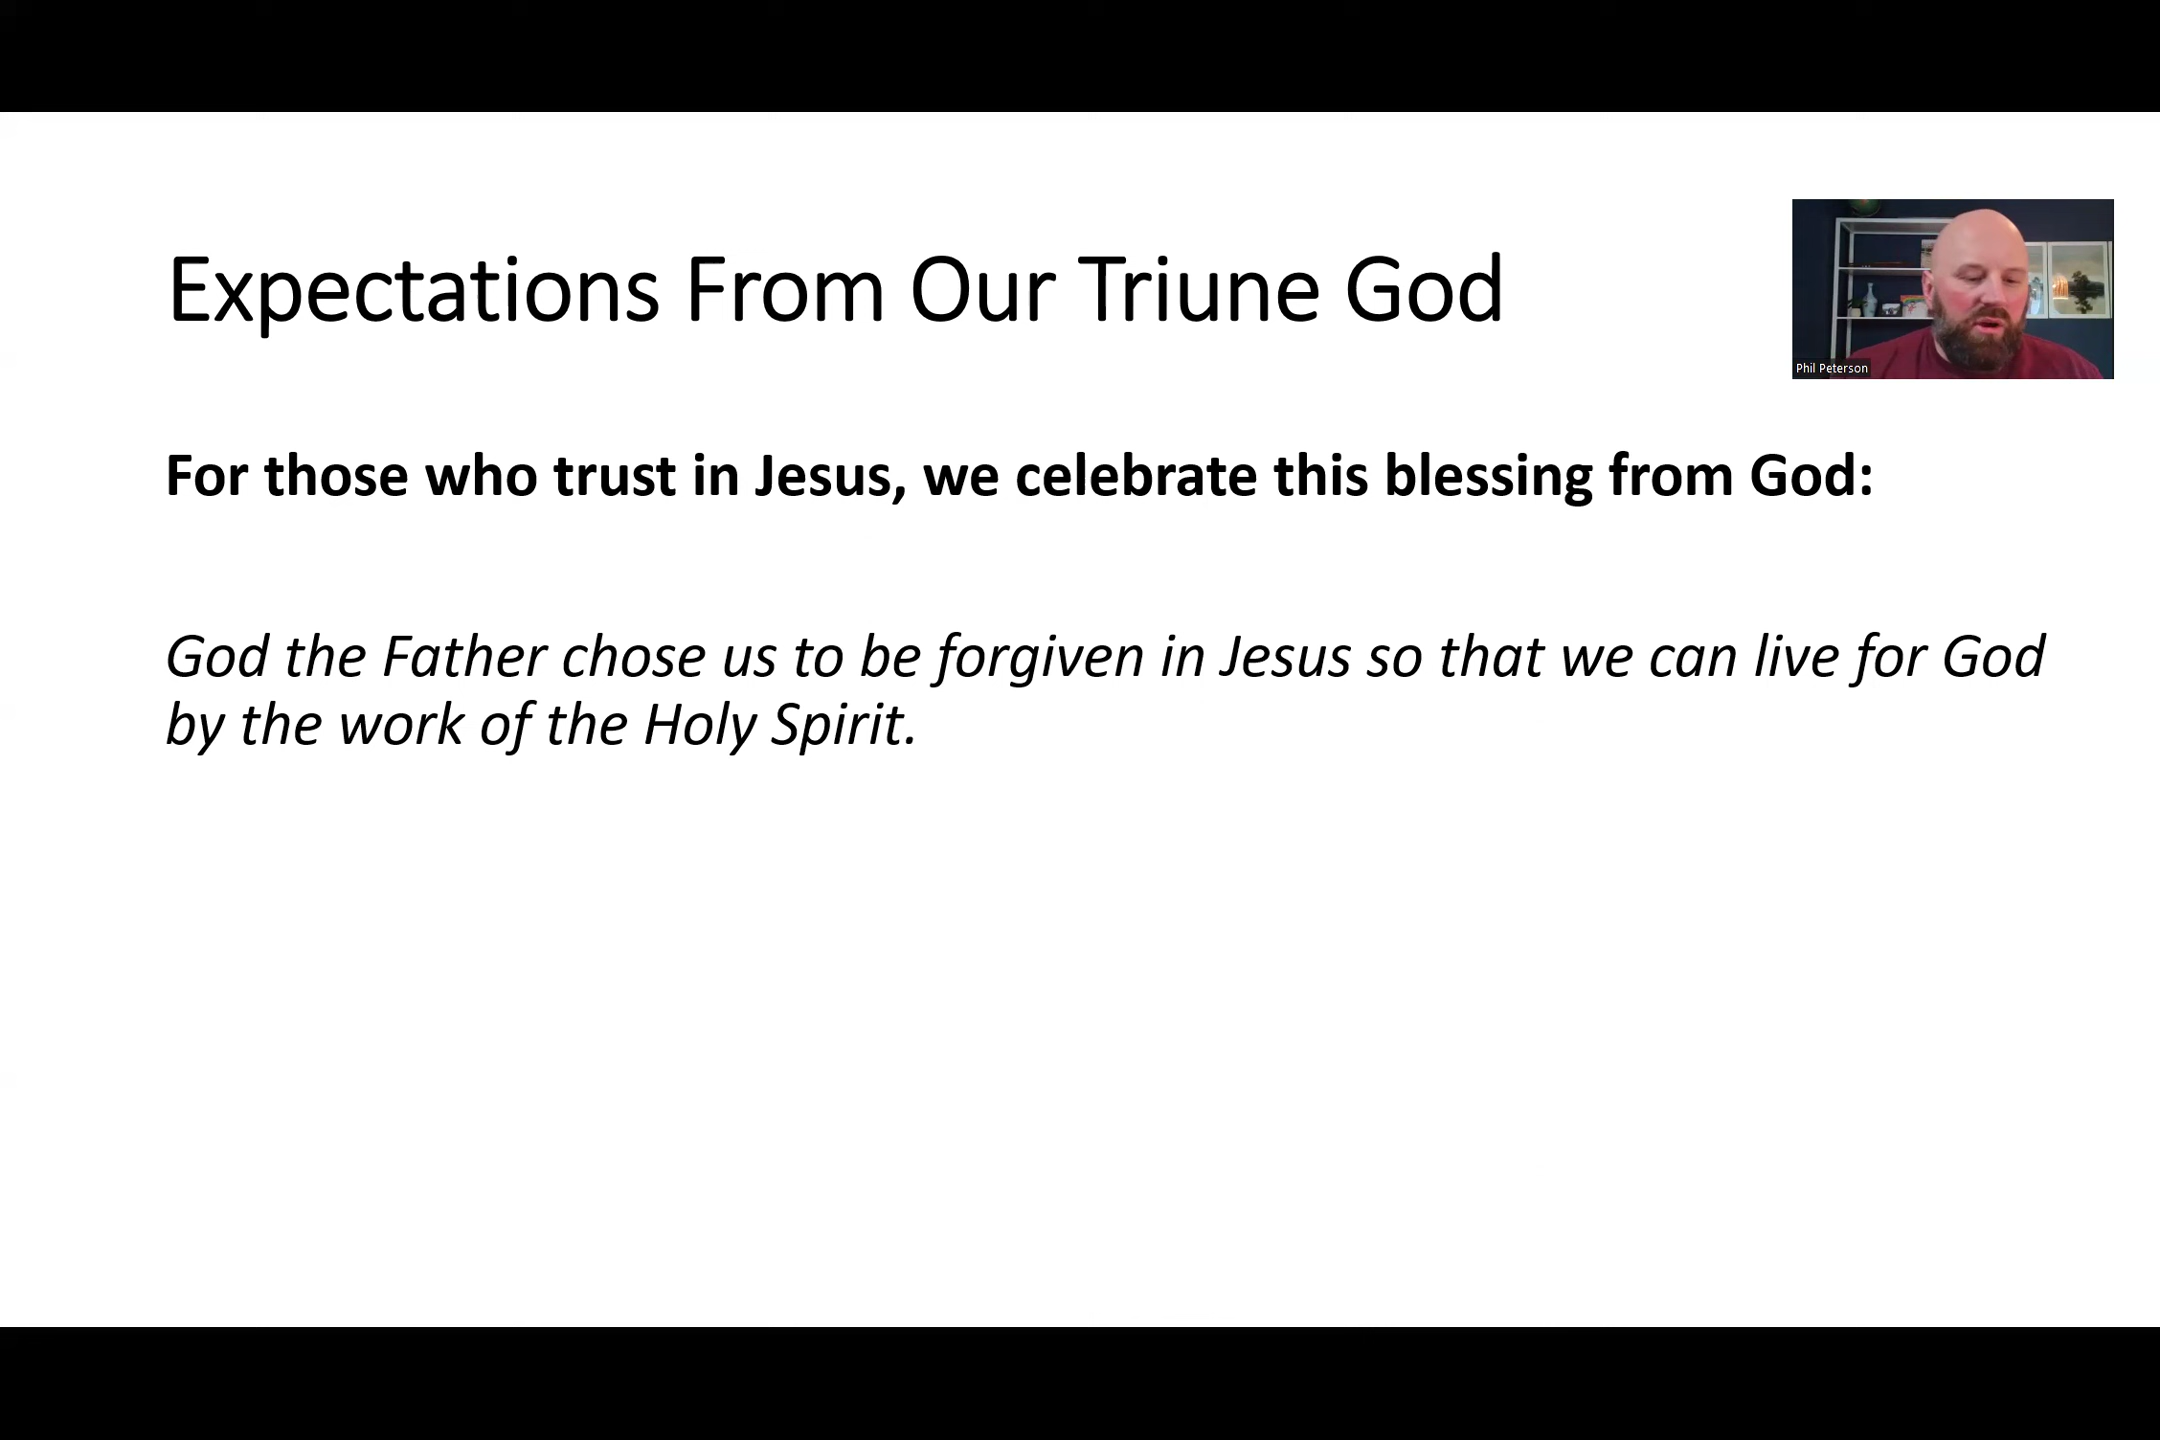 Expectations From Our Triune God
Phil Peterson
For those who trust in Jesus, we celebrate this blessing from God:
God the Father chose us to be forgiven in Jesus so that we can live for God
by the work of the Holy Spirit.